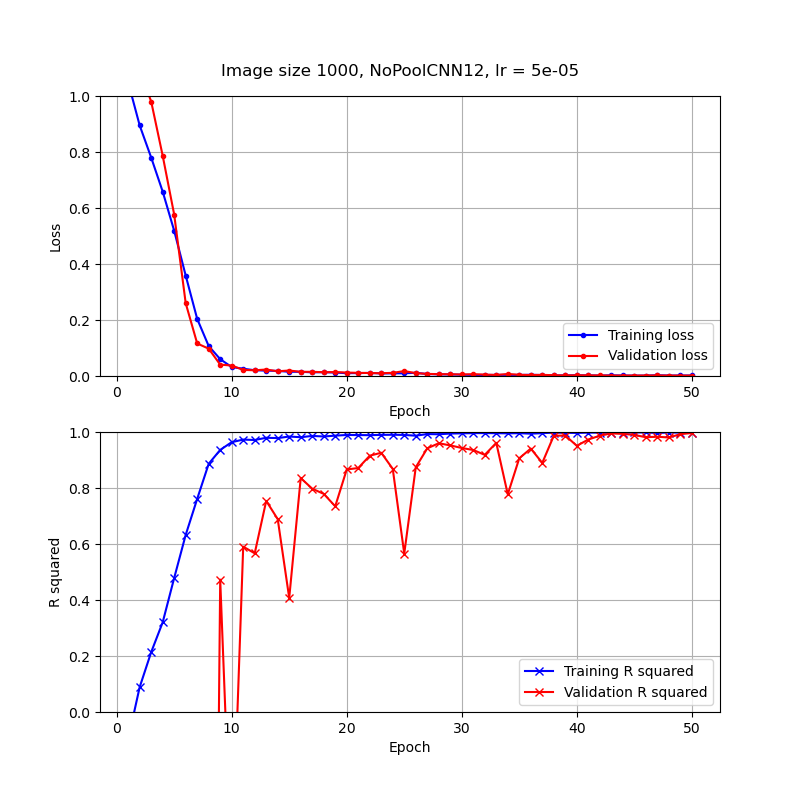 Image size 1000, NoPoolCNN12, lr = 5e-05
1.0
0.8
0.6
0.4
0.2
0.0
Loss
Training loss
Validation loss
0 10 20 30 40 50
Epoch
1.0
0.8
0.6
0.4
0.2
0.0
R squared
Training R squared
Validation R squared
0 10 20 30 40 50
Epoch